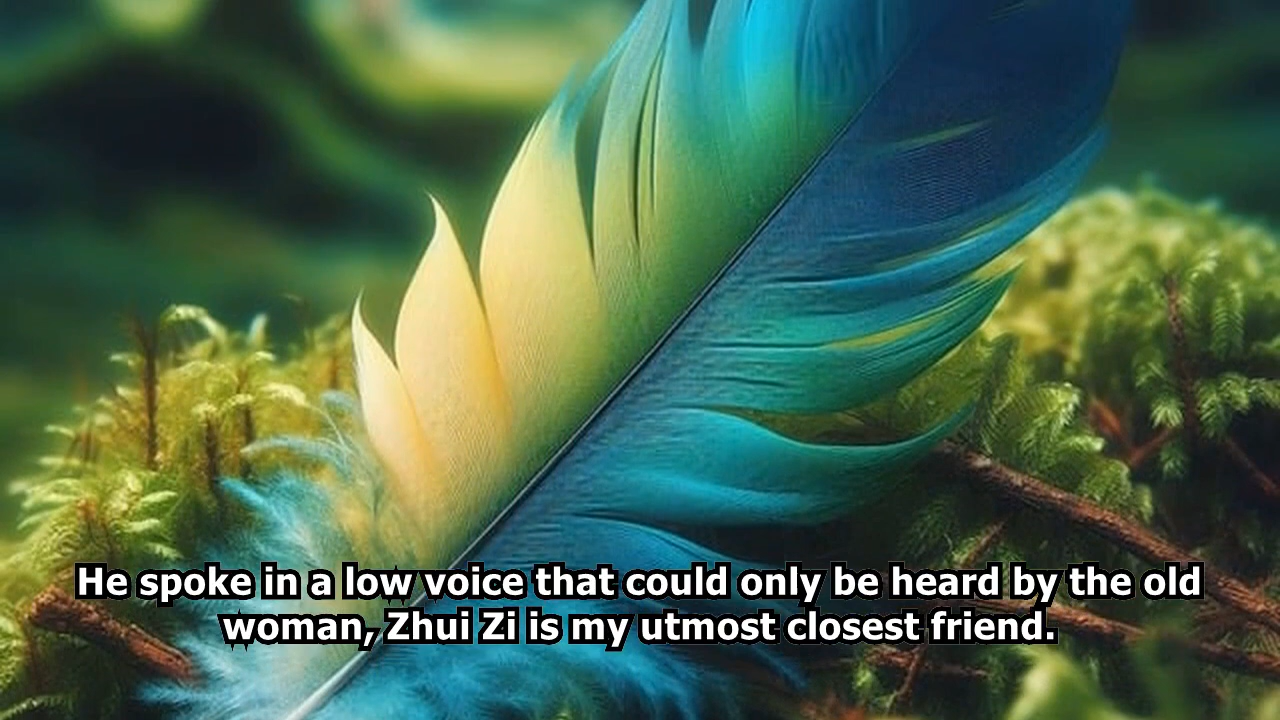 He spoke in a low voice that could only be heard by the old
woman, Zhui Zi is my utmost closest friend.